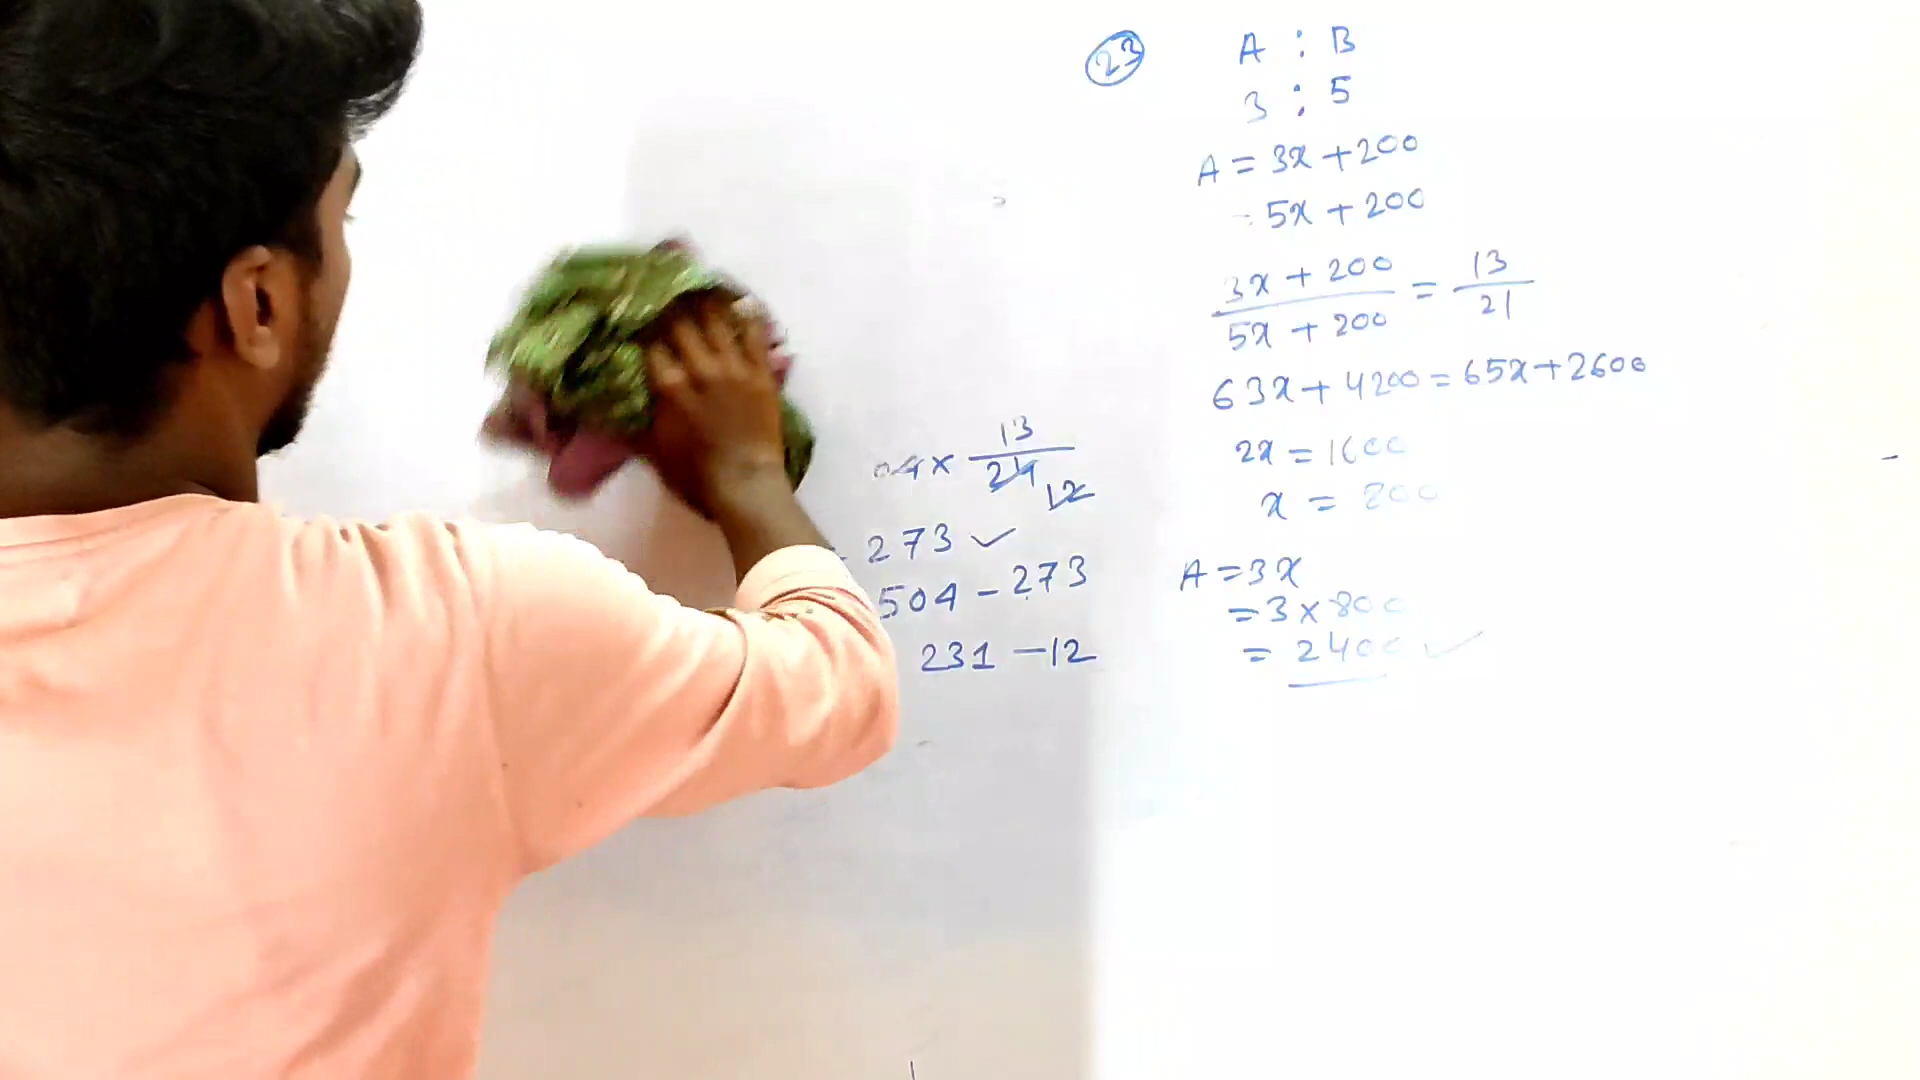 04 × 13/24 12
273 ✓
504 - 273
231 - 12
23
A : B
3 : 5
A = 3x + 200
- 5x + 200
3x + 200 / 5x + 200 = 13 / 21
63x + 4200 = 65x + 2600
2x = 1600
x = 800
A = 3x
= 3 × 800
= 2400 ✓